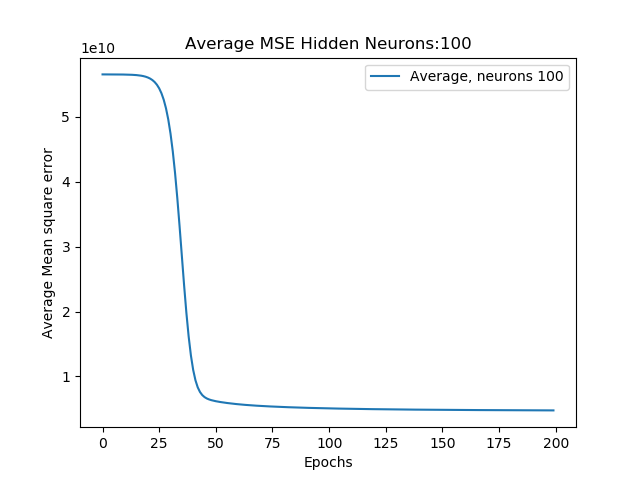 Average MSE Hidden Neurons:100
1e10
Average, neurons 100
5
4
3
2
1
Average Mean square error
0 25 50 75 100 125 150 175 200
Epochs